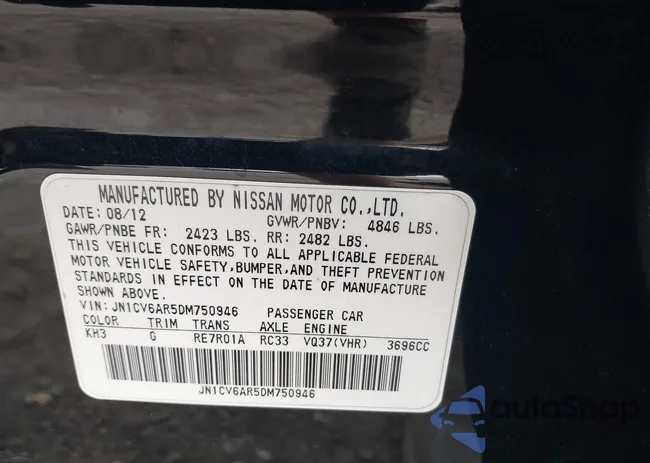 MANUFACTURED BY NISSAN MOTOR CO.,LTD.
DATE: 08/12 GVWR/PNBV: 4846 LBS.
GAWR/PNBE FR: 2423 LBS. RR: 2482 LBS.
THIS VEHICLE CONFORMS TO ALL APPLICABLE FEDERAL
MOTOR VEHICLE SAFETY,BUMPER,AND THEFT PREVENTION
STANDARDS IN EFFECT ON THE DATE OF MANUFACTURE
SHOWN ABOVE.
VIN: JN1CV6AR5DM750946 PASSENGER CAR
COLOR TRIM TRANS AXLE ENGINE
KH3 G RE7R01A RC33 VQ37(VHR) 3696CC
JN1CV6AR5DM750946
autoSnap